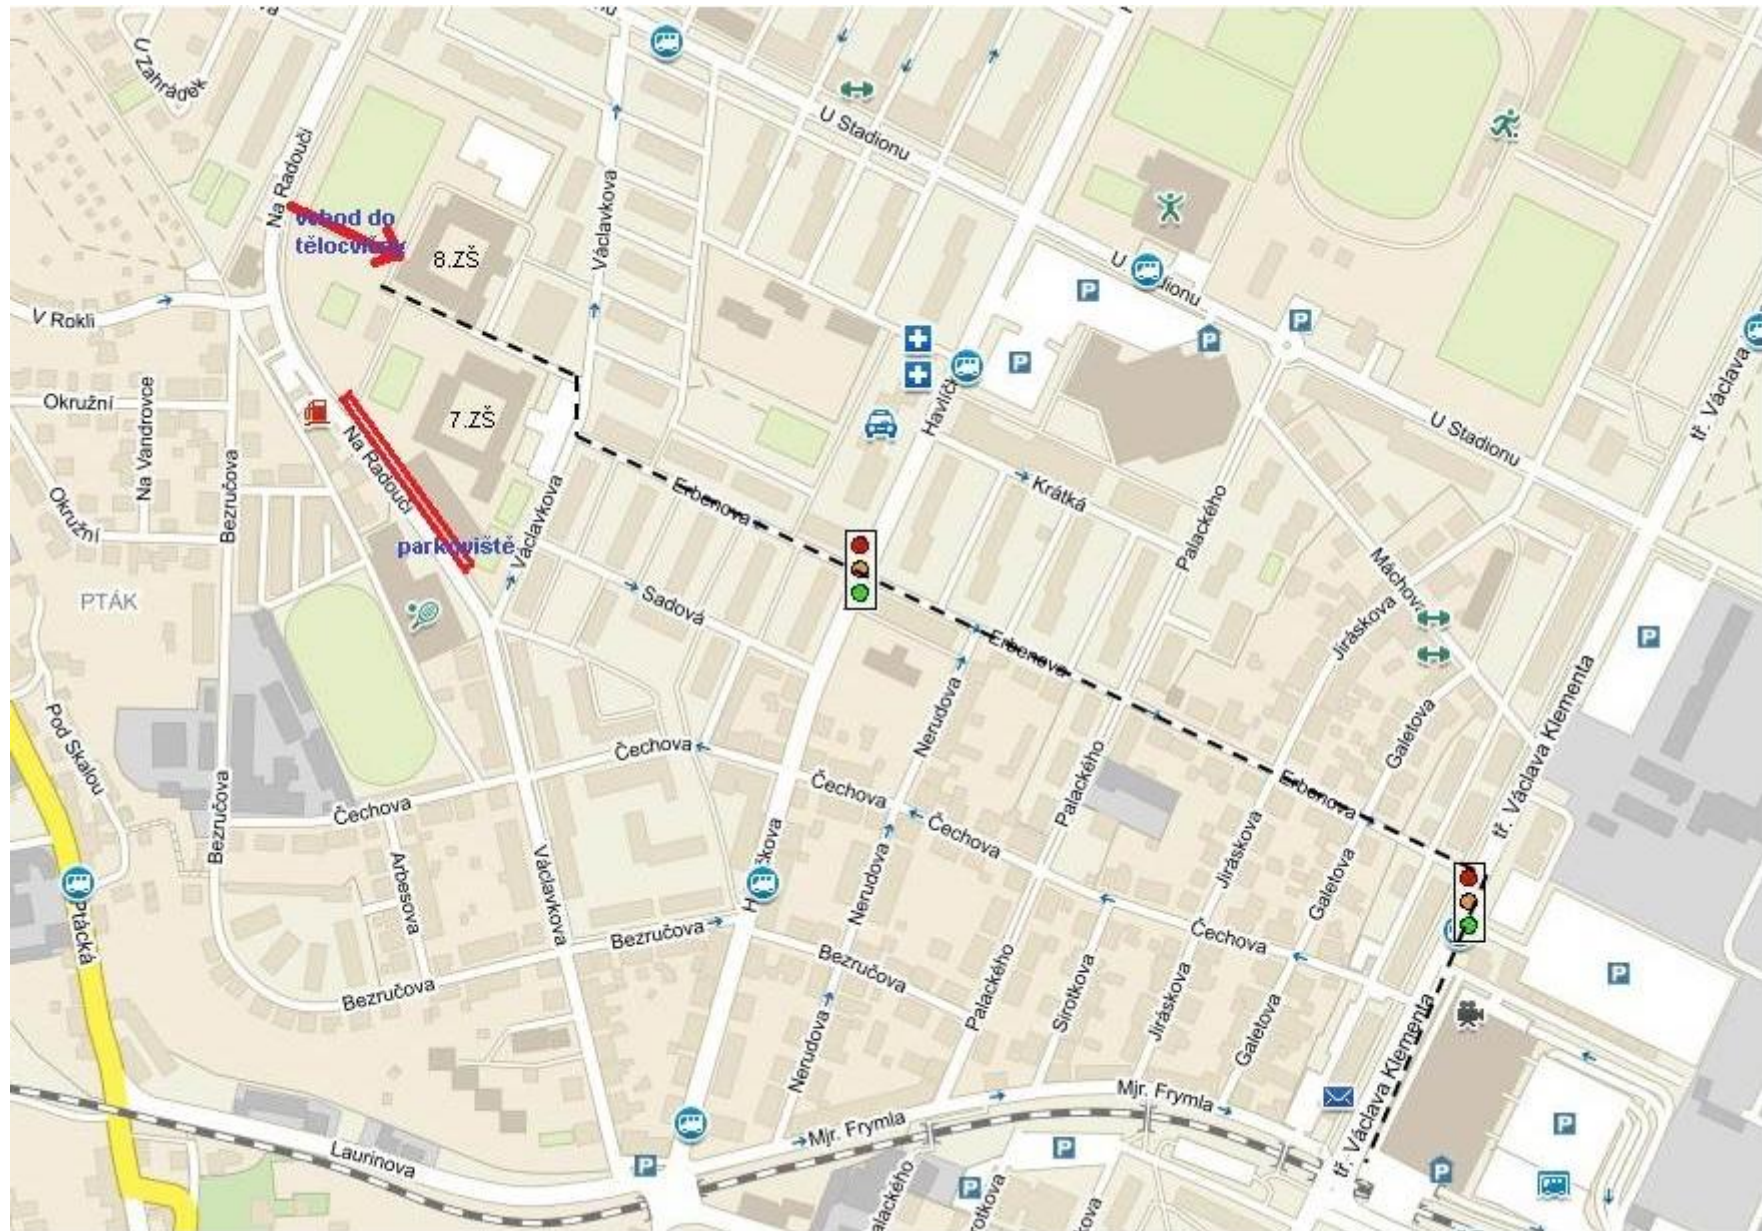 U Zahrádek
Na Radouči
U Stadionu
Václavkova
Vchod do
tělocvičny
8.ZŠ
U Stadionu
V Rokli
Okružní
Na Vandrovce
7.ZŠ
Na Radouči
U Stadionu
tř. Václava
Okružní
Bezručova
Václavkova
Erbenova
Krátká
Palackého
parkoviště
PTÁK
Sadová
Máchova
Jiráskova
Erbenova
Nerudova
Pod Skalou
Čechova
Galetova
tř. Václava Klementa
Palackého
Čechova
Erbenova
Bezručova
Čechova
Čechova
Jiráskova
Arbesova
Václavkova
Nerudova
Galetova
Ptácká
Bezručova
Čechova
Bezručova
Bezručova
Palackého
Sirotkova
Jiráskova
Galetova
tř. Václava Klementa
Nerudova
Mjr. Frymla
Mjr. Frymla
Laurinova
tř. Václava Klementa